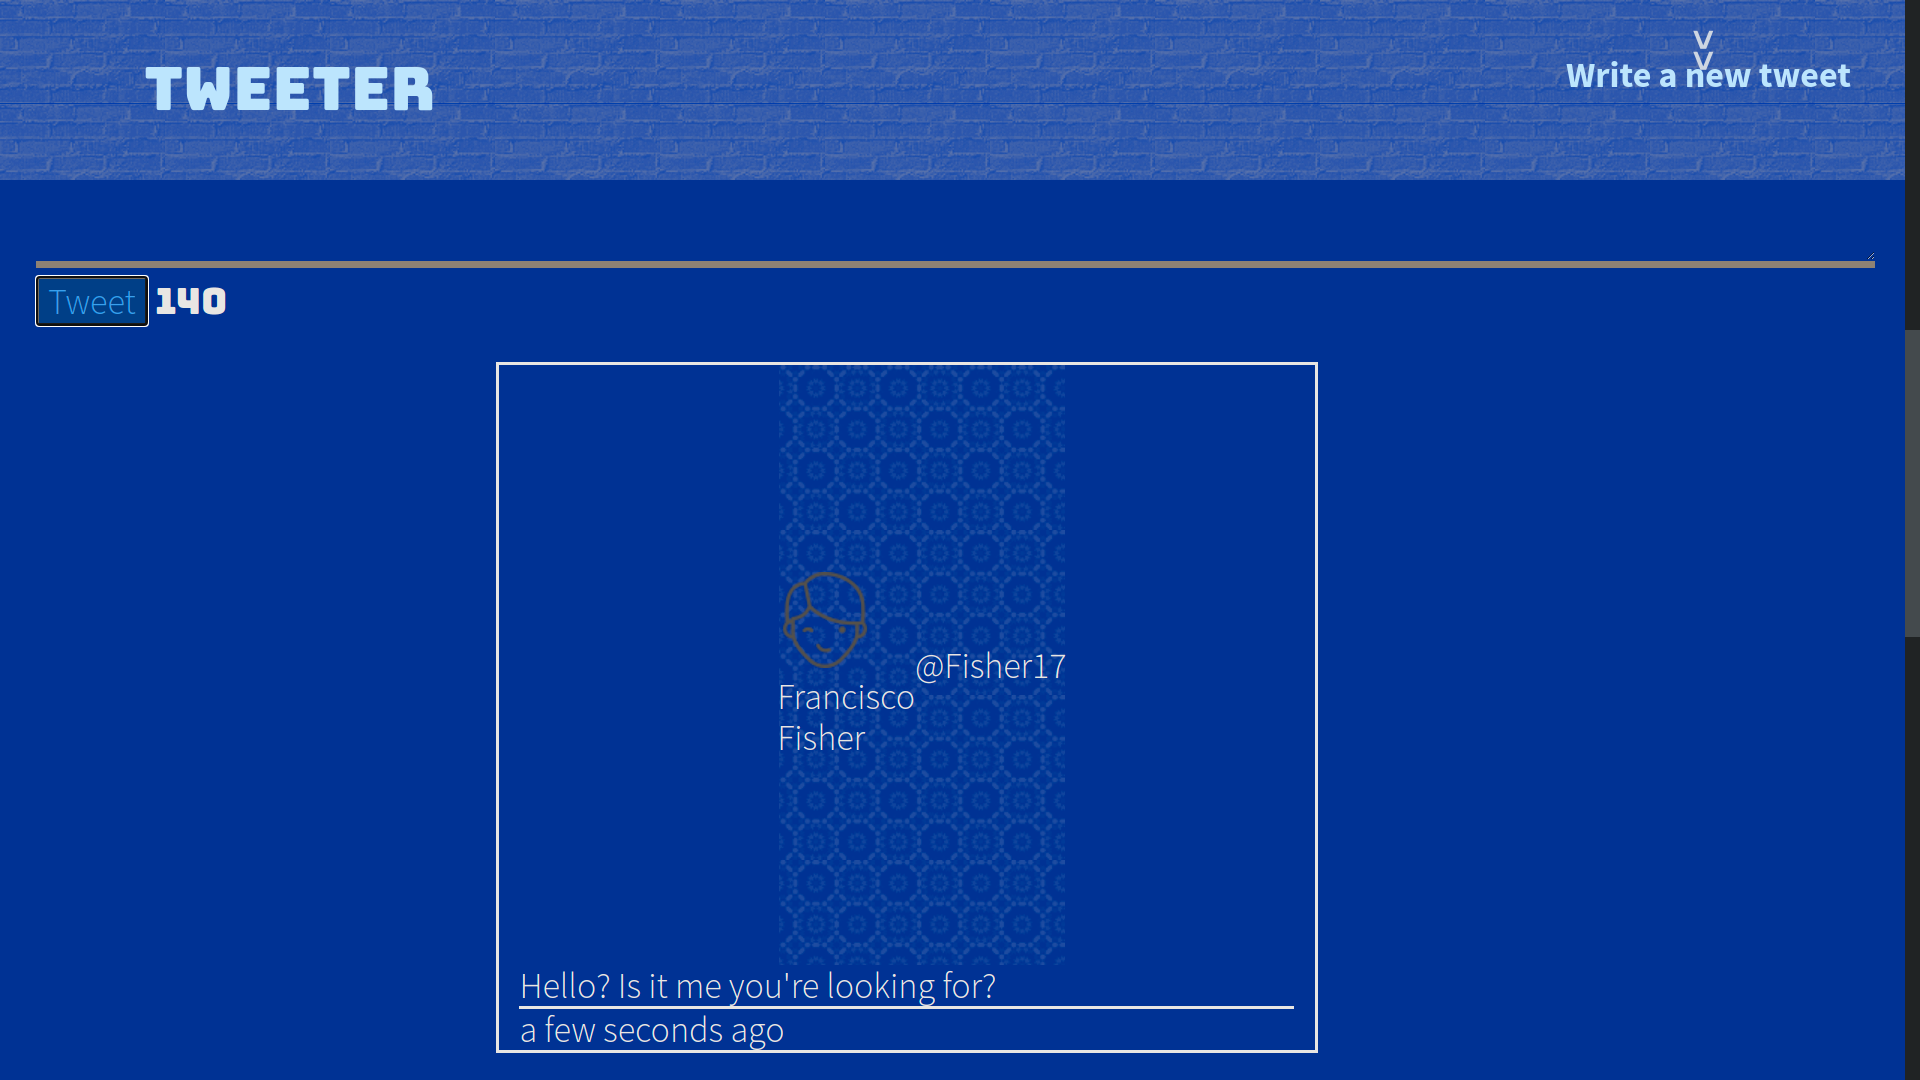 TWEETER
v
v
Write a new tweet
Tweet 140
@Fisher17
Francisco
Fisher
Hello? Is it me you're looking for?
a few seconds ago